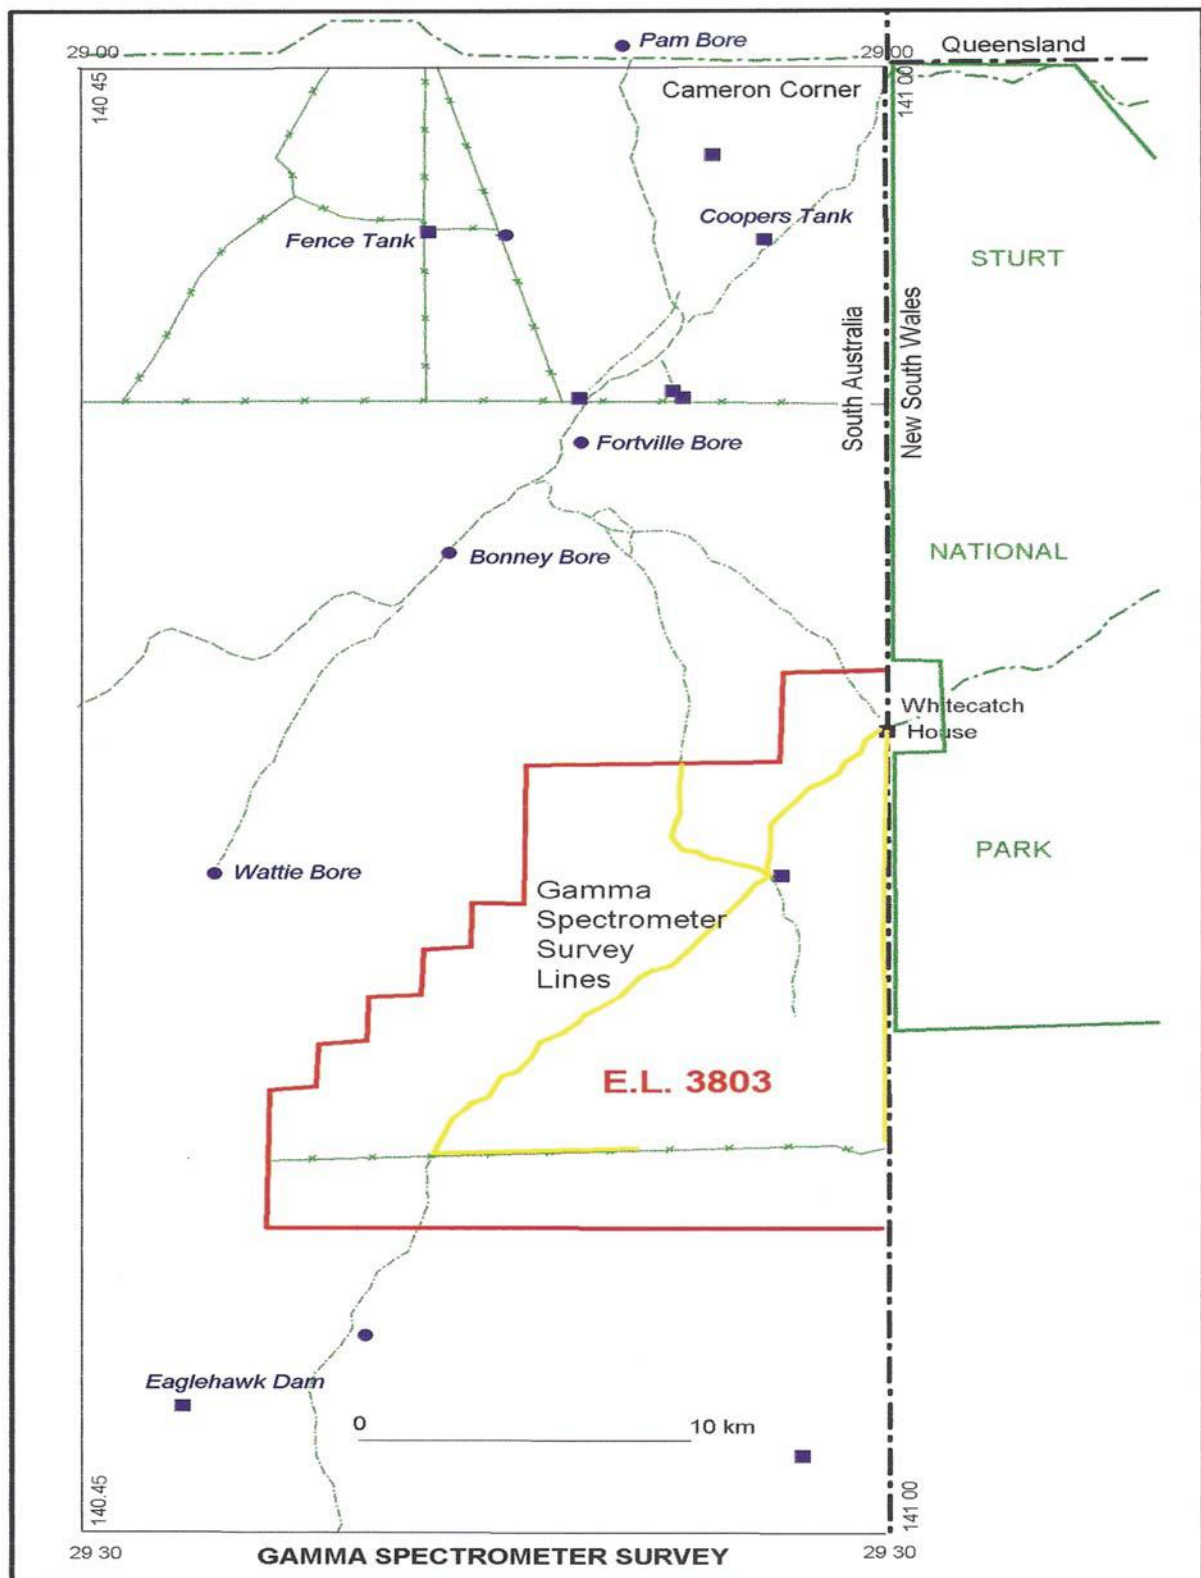 29 00
Pam Bore
29 00
Queensland
140 45
141 00
Cameron Corner
Coopers Tank
Fence Tank
STURT
South Australia
New South Wales
Fortville Bore
NATIONAL
Bonney Bore
Whitecatch
House
PARK
Wattie Bore
Gamma
Spectrometer
Survey
Lines
E.L. 3803
Eaglehawk Dam
0
10 km
140.45
141 00
29 30
GAMMA SPECTROMETER SURVEY
29 30